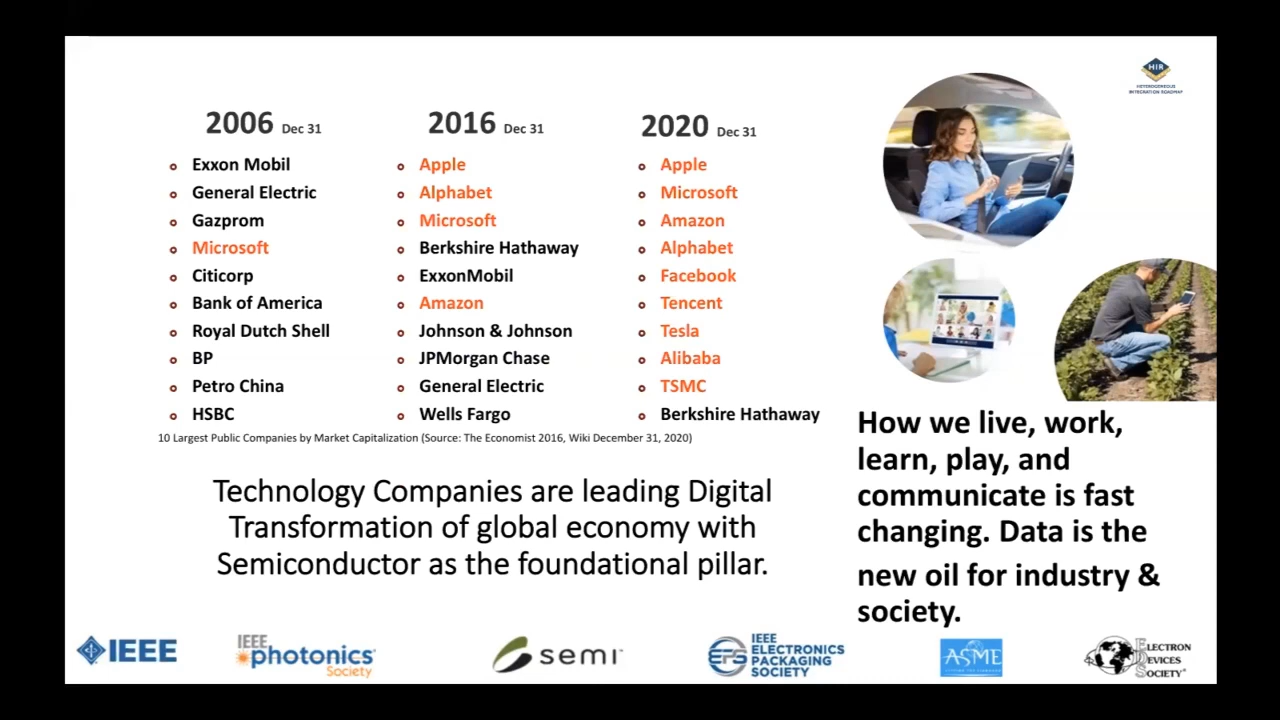 HIR
HETEROGENEOUS
INTEGRATION ROADMAP
2006 Dec 31
Exxon Mobil
General Electric
Gazprom
Microsoft
Citicorp
Bank of America
Royal Dutch Shell
BP
Petro China
HSBC
2016 Dec 31
Apple
Alphabet
Microsoft
Berkshire Hathaway
ExxonMobil
Amazon
Johnson & Johnson
JPMorgan Chase
General Electric
Wells Fargo
2020 Dec 31
Apple
Microsoft
Amazon
Alphabet
Facebook
Tencent
Tesla
Alibaba
TSMC
Berkshire Hathaway
10 Largest Public Companies by Market Capitalization (Source: The Economist 2016, Wiki December 31, 2020)
Technology Companies are leading Digital
Transformation of global economy with
Semiconductor as the foundational pillar.
How we live, work,
learn, play, and
communicate is fast
changing. Data is the
new oil for industry &
society.
IEEE
IEEE
photonics
Society
semi
EPS
IEEE
ELECTRONICS
PACKAGING
SOCIETY
ASME
ELECTRON
DEVICES
SOCIETY®